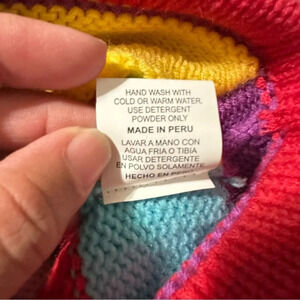 HAND WASH WITH
COLD OR WARM WATER,
USE DETERGENT
POWDER ONLY
MADE IN PERU
LAVAR A MANO CON
AGUA FRIA O TIBIA
USAR DETERGENTE
EN POLVO SOLAMENTE
HECHO EN PERU